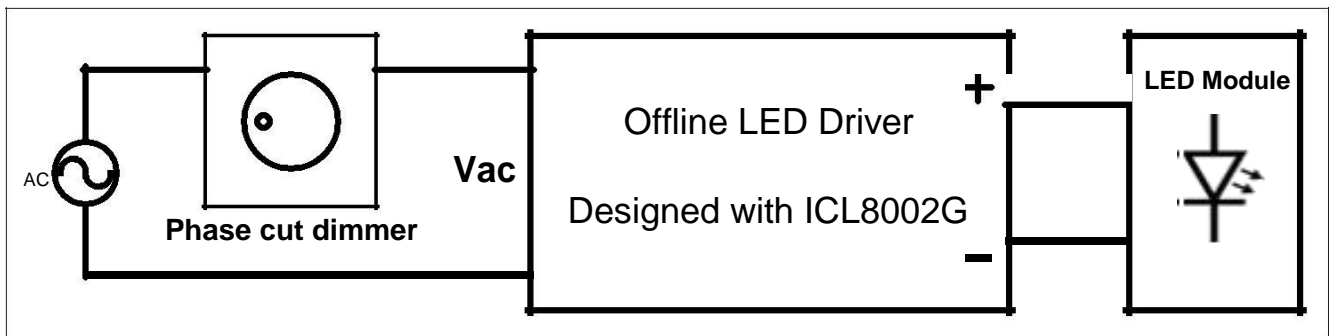 AC
Phase cut dimmer
Vac
Offline LED Driver
Designed with ICL8002G
+
-
LED Module